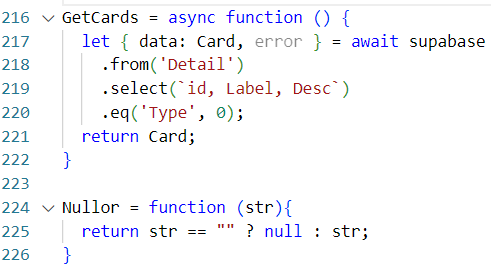 216 GetCards = async function () {
217 let { data: Card, error } = await supabase
218 .from('Detail')
219 .select(`id, Label, Desc`)
220 .eq('Type', 0);
221 return Card;
222 }
223
224 Nullor = function (str){
225 return str == "" ? null : str;
226 }